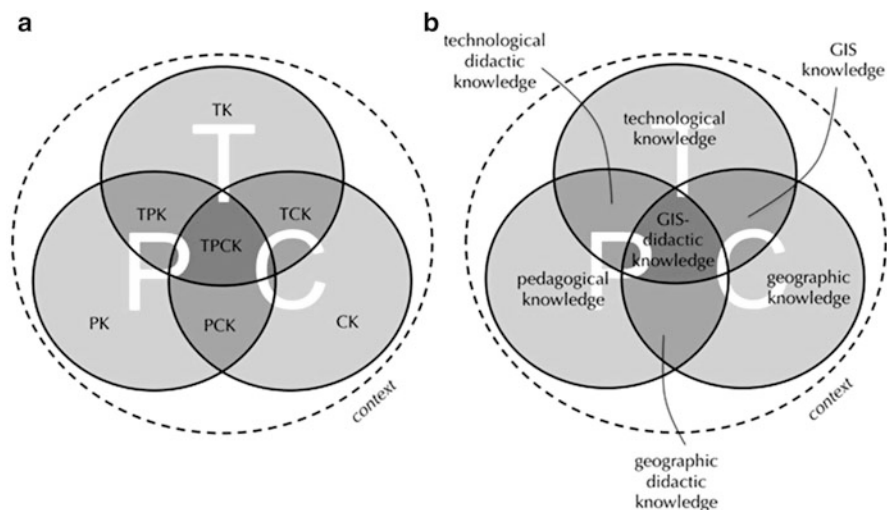 a
TK
T
TPK
TCK
TPCK
P
C
PK
PCK
CK
context
b
technological
didactic
knowledge
GIS
knowledge
technological
knowledge
T
GIS-
didactic
knowledge
P
C
pedagogical
knowledge
geographic
knowledge
context
geographic
didactic
knowledge